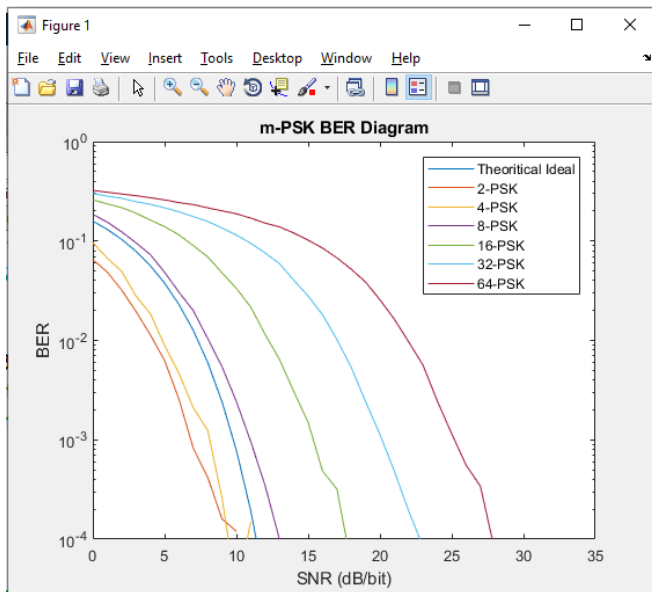 Figure 1
File Edit View Insert Tools Desktop Window Help
m-PSK BER Diagram
10^0
10^-1
10^-2
10^-3
10^-4
BER
Theoritical Ideal
2-PSK
4-PSK
8-PSK
16-PSK
32-PSK
64-PSK
0 5 10 15 20 25 30 35
SNR (dB/bit)